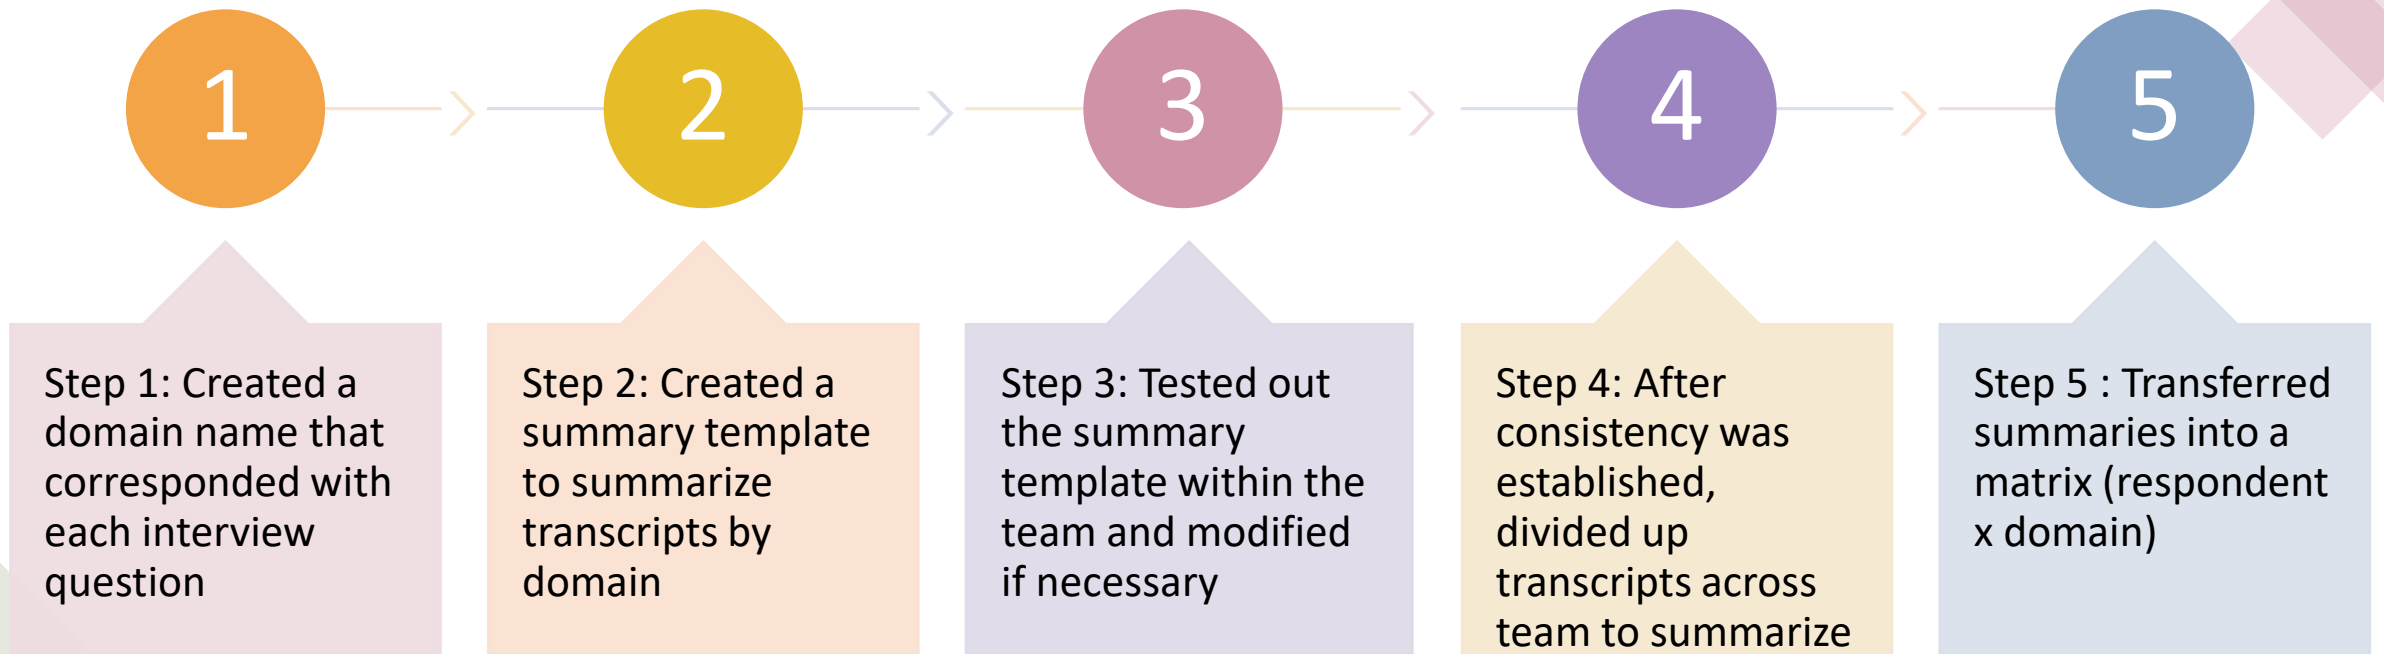 1
2
3
4
5
Step 1: Created a
domain name that
corresponded with
each interview
question
Step 2: Created a
summary template
to summarize
transcripts by
domain
Step 3: Tested out
the summary
template within the
team and modified
if necessary
Step 4: After
consistency was
established,
divided up
transcripts across
team to summarize
Step 5 : Transferred
summaries into a
matrix (respondent
x domain)